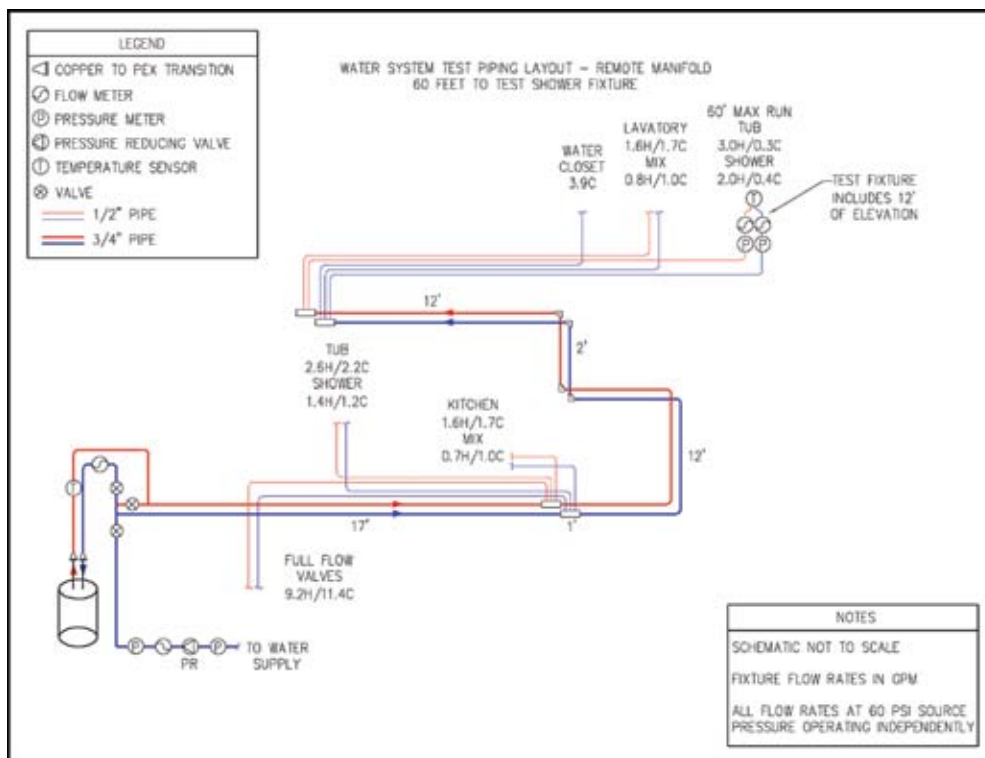 LEGEND
COPPER TO PEX TRANSITION
FLOW METER
P PRESSURE METER
PRESSURE REDUCING VALVE
T TEMPERATURE SENSOR
VALVE
1/2" PIPE
3/4" PIPE
WATER SYSTEM TEST PIPING LAYOUT - REMOTE MANIFOLD
60 FEET TO TEST SHOWER FIXTURE
WATER
CLOSET
3.9C
LAVATORY
1.6H/1.7C
MIX
0.8H/1.0C
60' MAX RUN
TUB
3.0H/0.3C
SHOWER
2.0H/0.4C
T
P P
TEST FIXTURE
INCLUDES 12'
OF ELEVATION
12'
2'
TUB
2.6H/2.2C
SHOWER
1.4H/1.2C
KITCHEN
1.6H/1.7C
MIX
0.7H/1.0C
12'
T
17'
1'
FULL FLOW
VALVES
9.2H/11.4C
P P
PR
TO WATER
SUPPLY
NOTES
SCHEMATIC NOT TO SCALE
FIXTURE FLOW RATES IN GPM
ALL FLOW RATES AT 60 PSI SOURCE
PRESSURE OPERATING INDEPENDENTLY